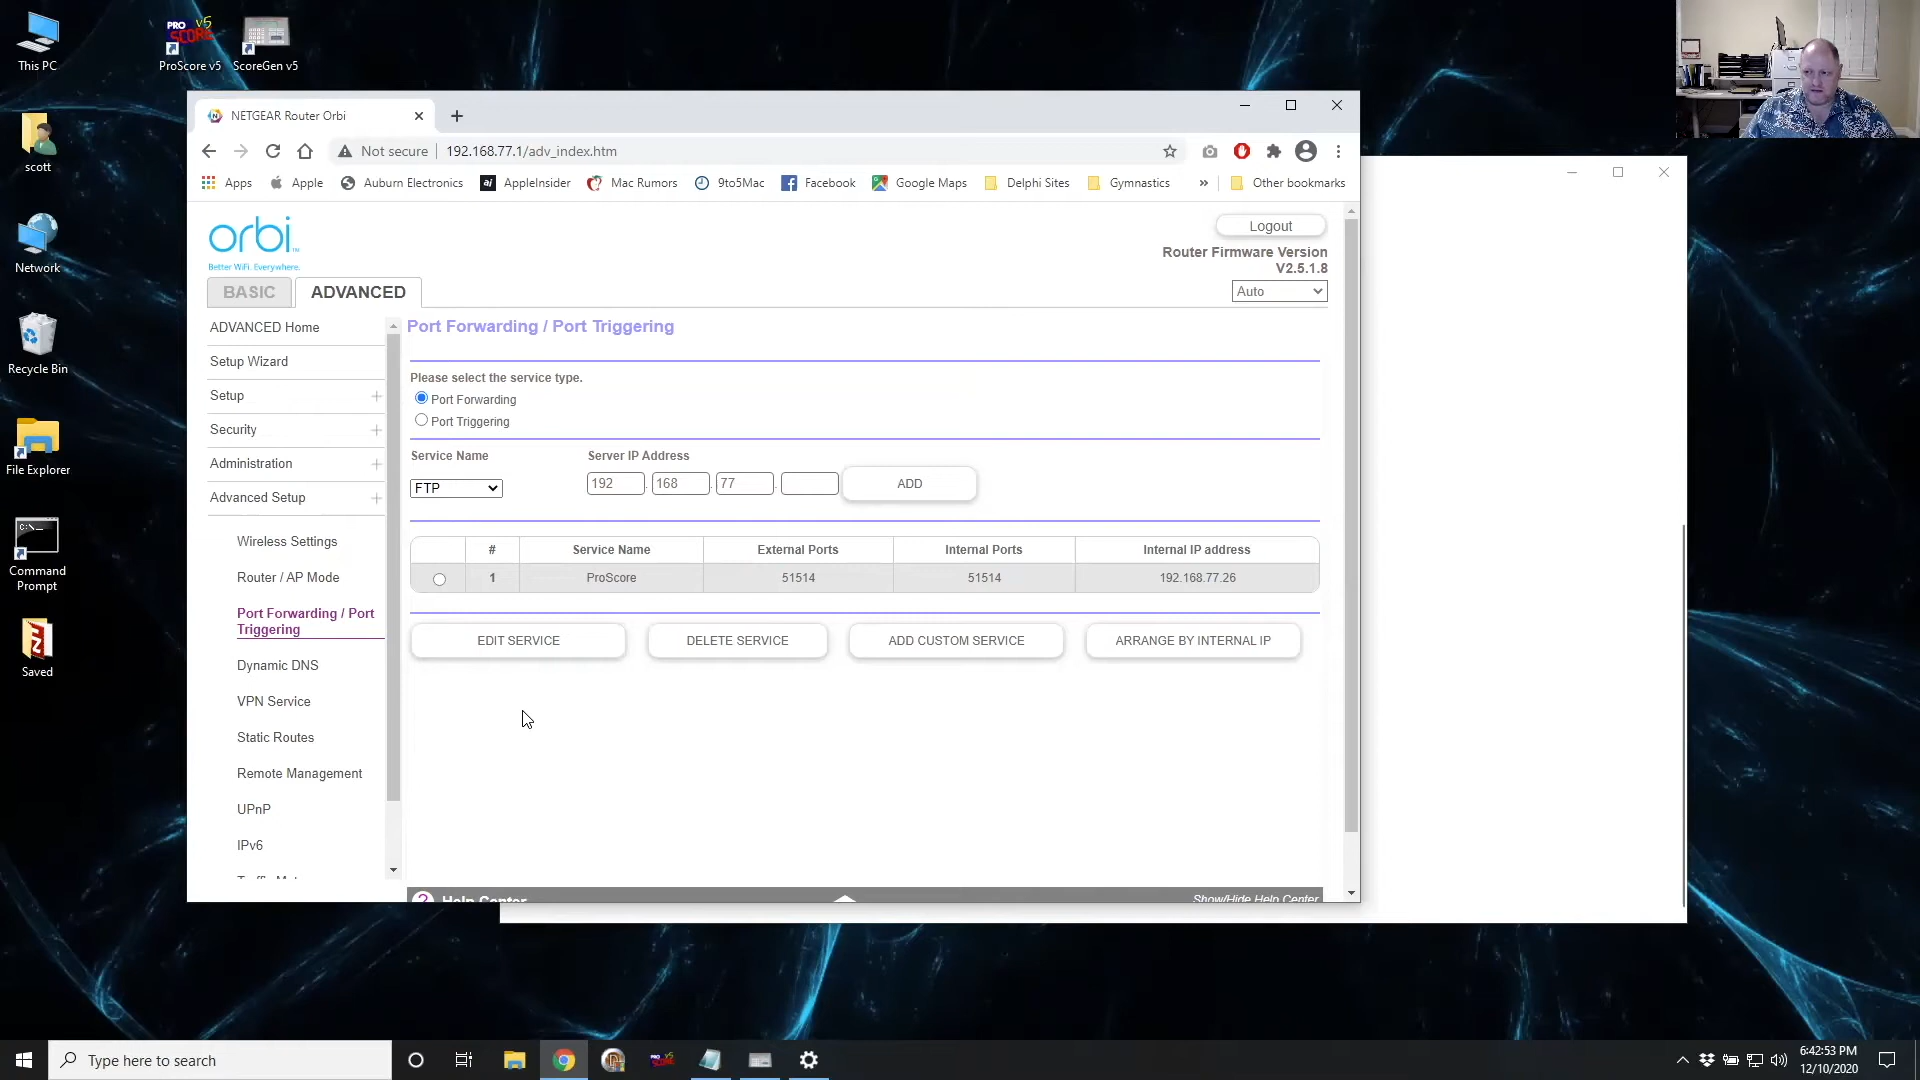 This PC
ProScore v5
ScoreGen v5
scott
Network
Recycle Bin
File Explorer
Command
Prompt
Saved
NETGEAR Router Orbi
Not secure
192.168.77.1/adv_index.htm
Apps
Apple
Auburn Electronics
AppleInsider
Mac Rumors
9to5Mac
Facebook
Google Maps
Delphi Sites
Gymnastics
»
Other bookmarks
orbi
Better WiFi. Everywhere.
Logout
Router Firmware Version
V2.5.1.8
Auto
BASIC
ADVANCED
ADVANCED Home
Setup Wizard
Setup
Security
Administration
Advanced Setup
Wireless Settings
Router / AP Mode
Port Forwarding / Port
Triggering
Dynamic DNS
VPN Service
Static Routes
Remote Management
UPnP
IPv6
Port Forwarding / Port Triggering
Please select the service type.
Port Forwarding
Port Triggering
Service Name
Server IP Address
FTP
192 . 168 . 77 .
ADD
# Service Name External Ports Internal Ports Internal IP address
1 ProScore 51514 51514 192.168.77.26
EDIT SERVICE
DELETE SERVICE
ADD CUSTOM SERVICE
ARRANGE BY INTERNAL IP
Help Center
Show/Hide Help Center
Type here to search
6:42:53 PM
12/10/2020